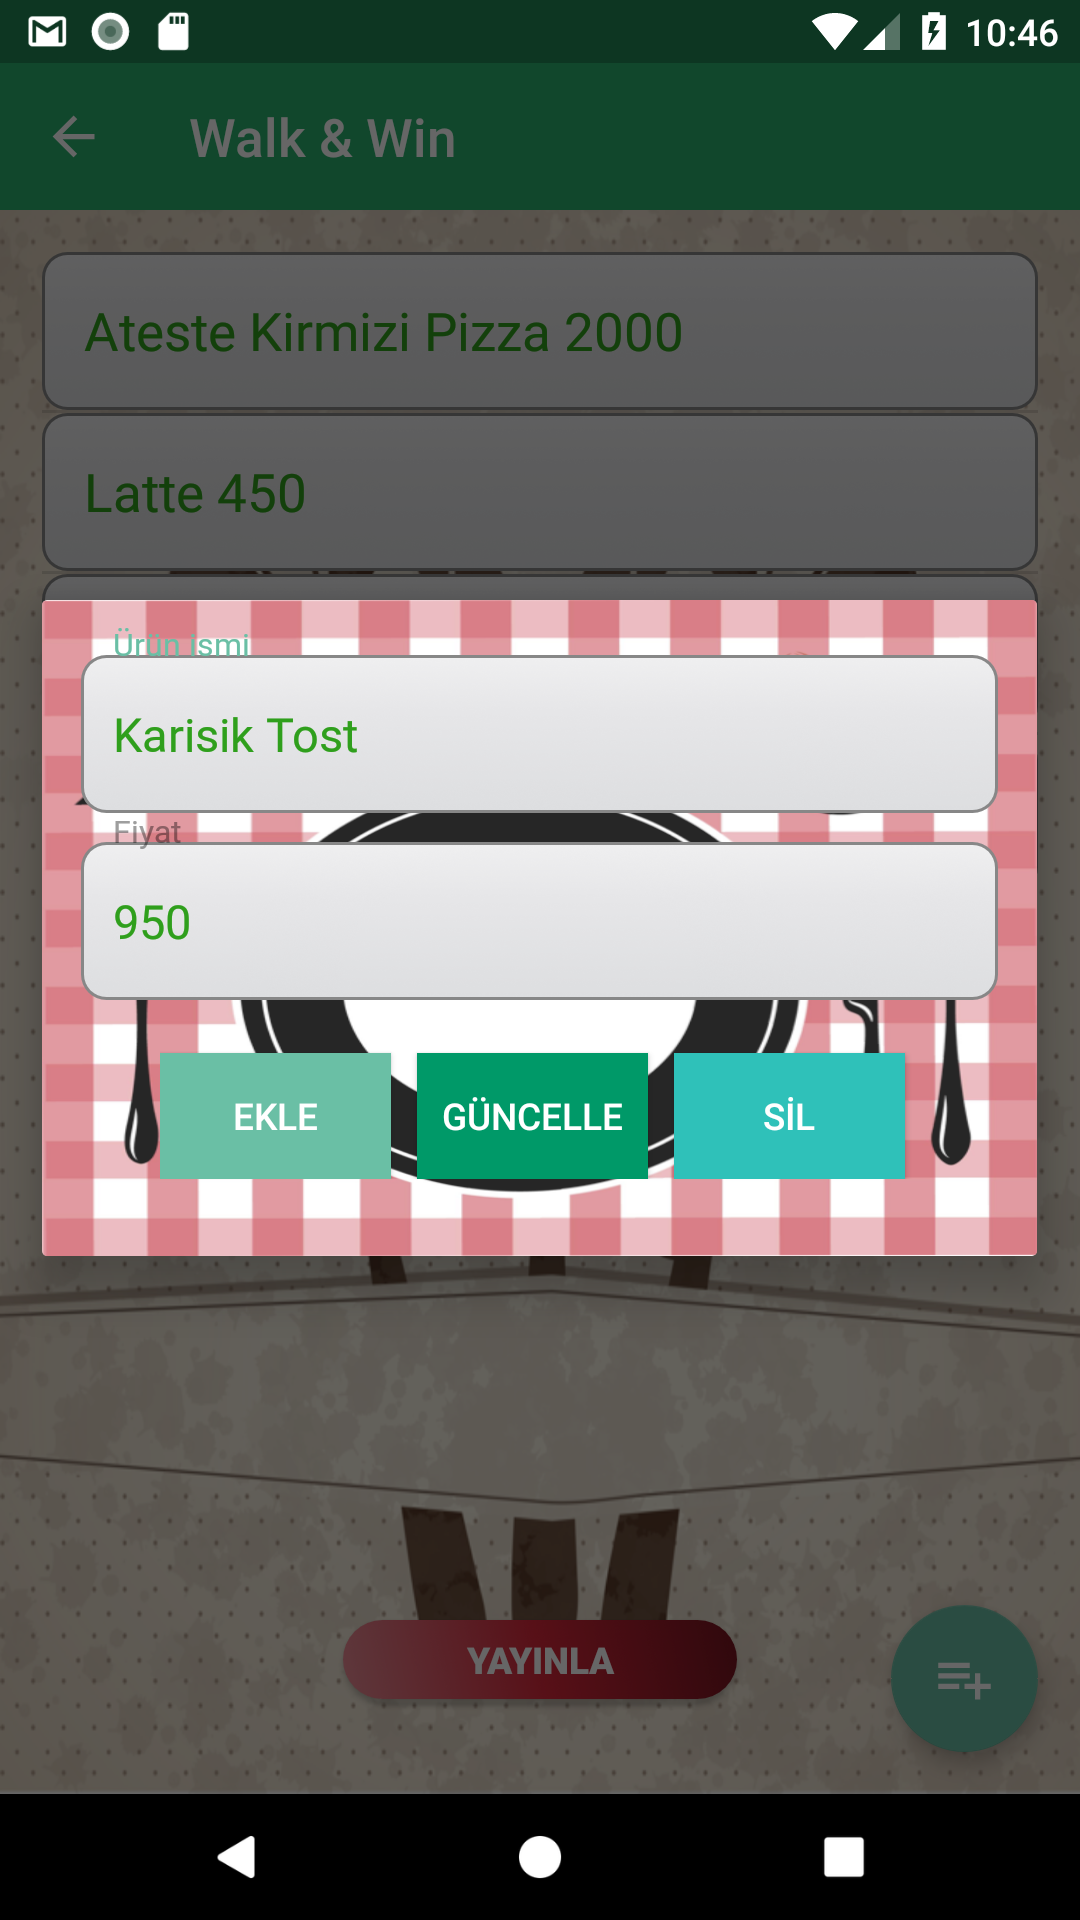 10:46
Walk & Win
Ateste Kirmizi Pizza 2000
Latte 450
Ürün ismi
Karisik Tost
Fiyat
950
EKLE
GÜNCELLE
SİL
YAYINLA